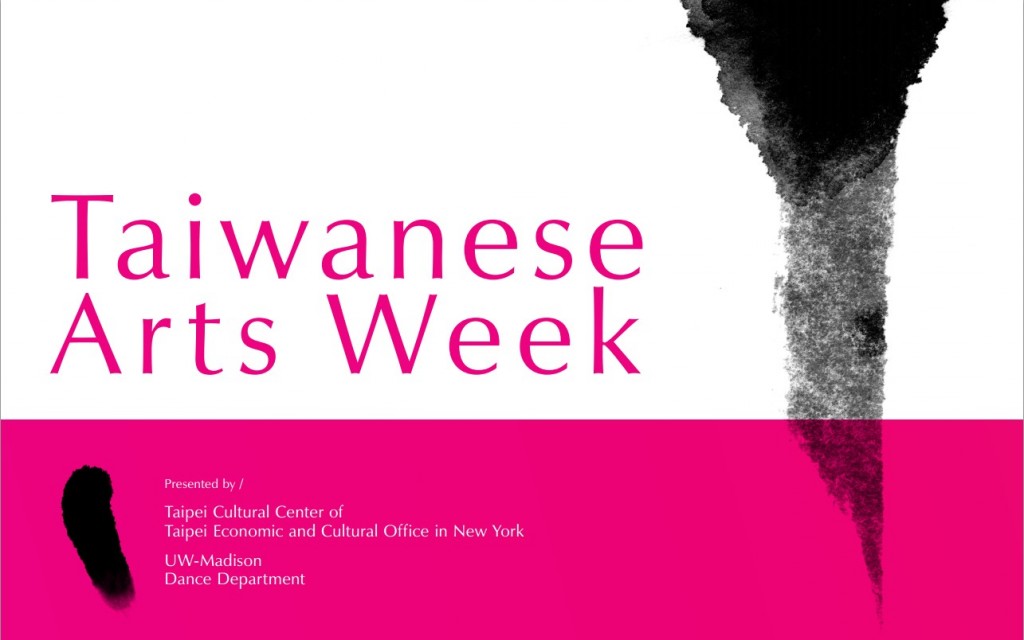 Taiwanese
Arts Week
Presented by /
Taipei Cultural Center of
Taipei Economic and Cultural Office in New York
UW-Madison
Dance Department